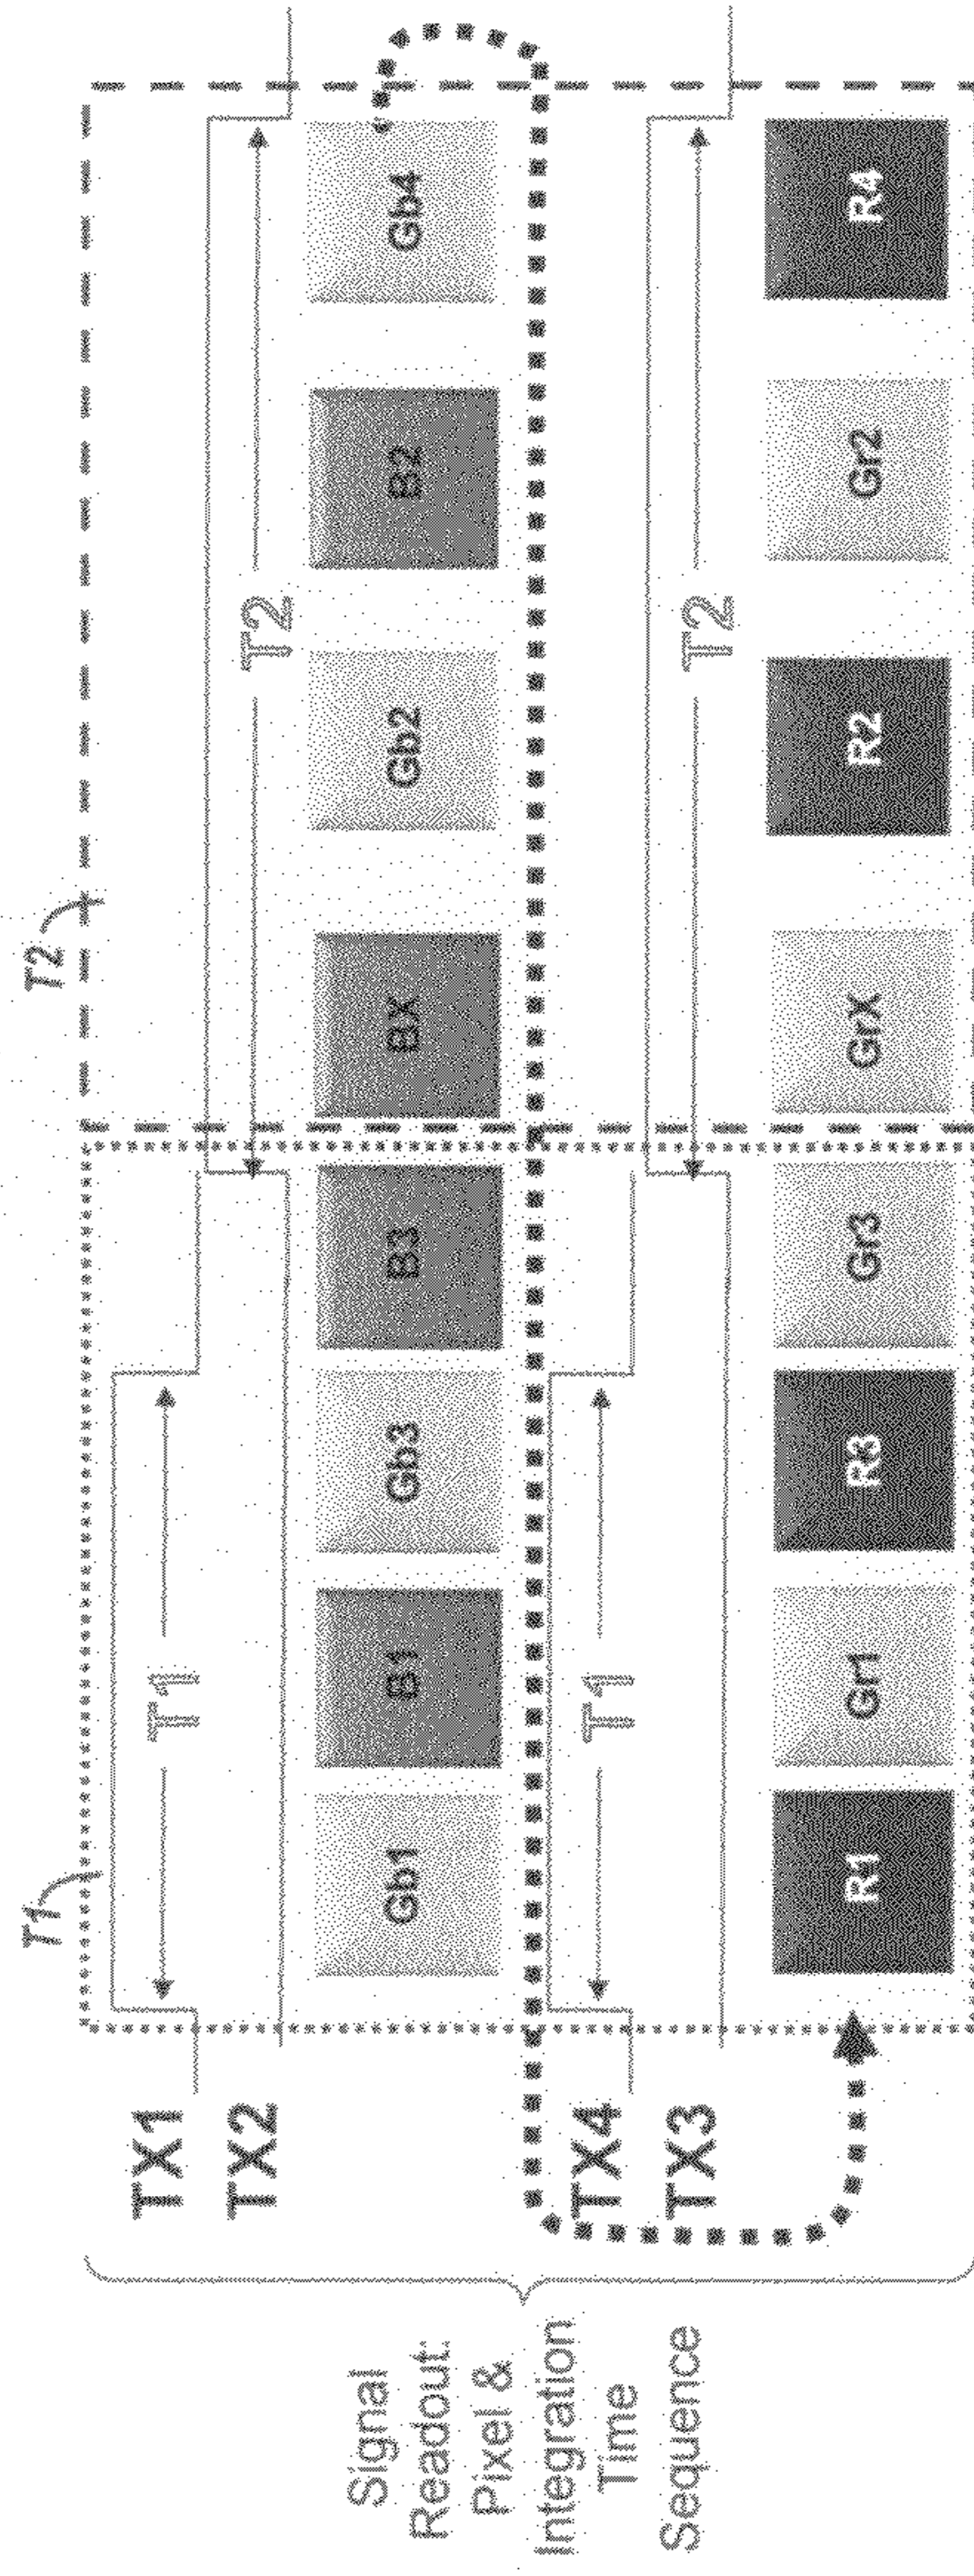 T1
T2
TX1
T1
TX2
T2
Gb1
B1
Gb3
B3
BX
Gb2
B2
Gb4
Signal
Readout:
Pixel &
Integration
Time
Sequence
TX4
T1
TX3
T2
R1
Gr1
R3
Gr3
GrX
R2
Gr2
R4